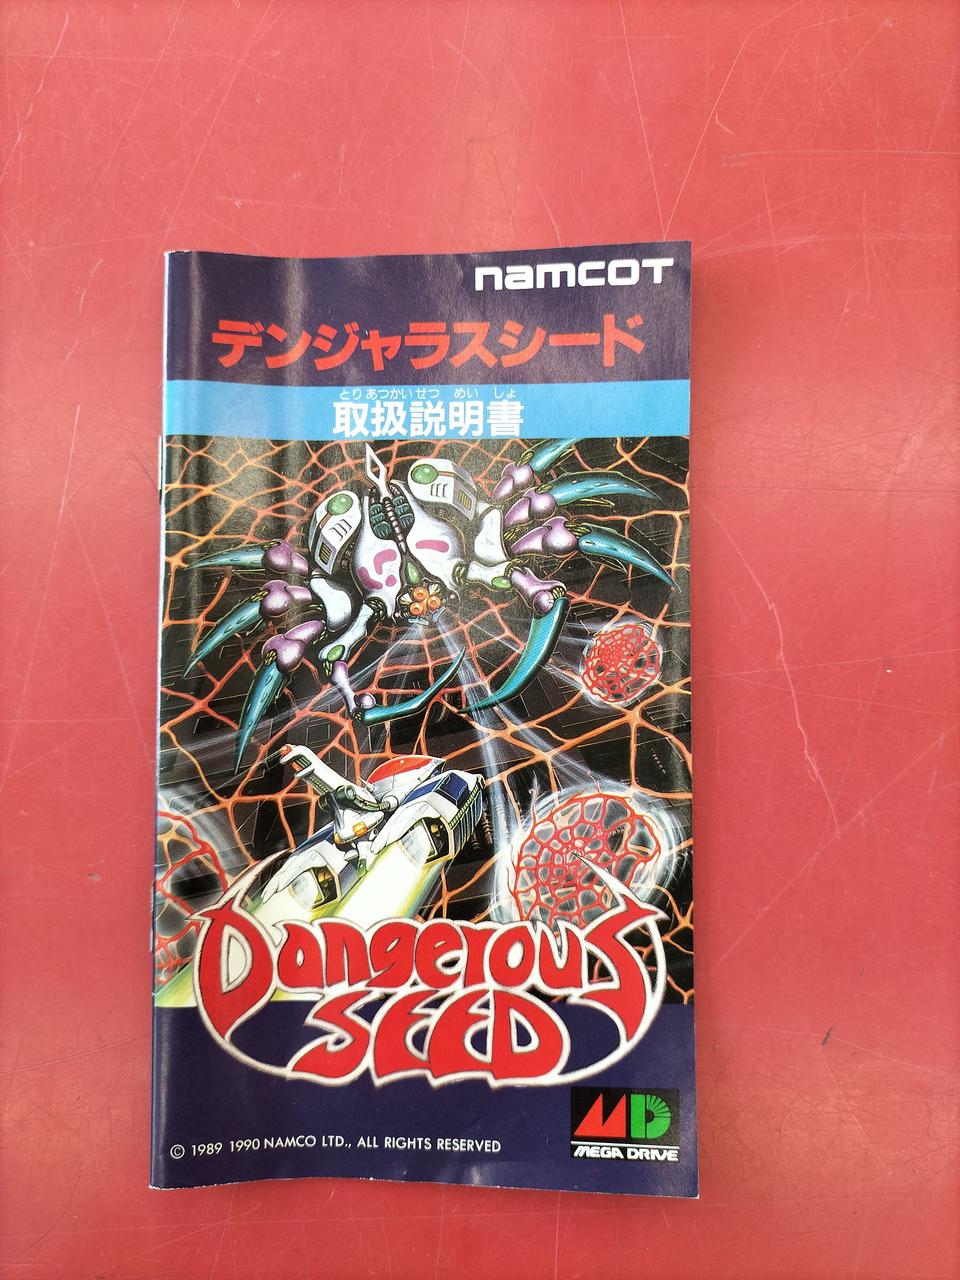 namcot
デンジャラスシード
とりあつかいせつ めい しょ
取扱説明書
Dangerous
SEED
© 1989 1990 NAMCO LTD., ALL RIGHTS RESERVED
MD
MEGA DRIVE